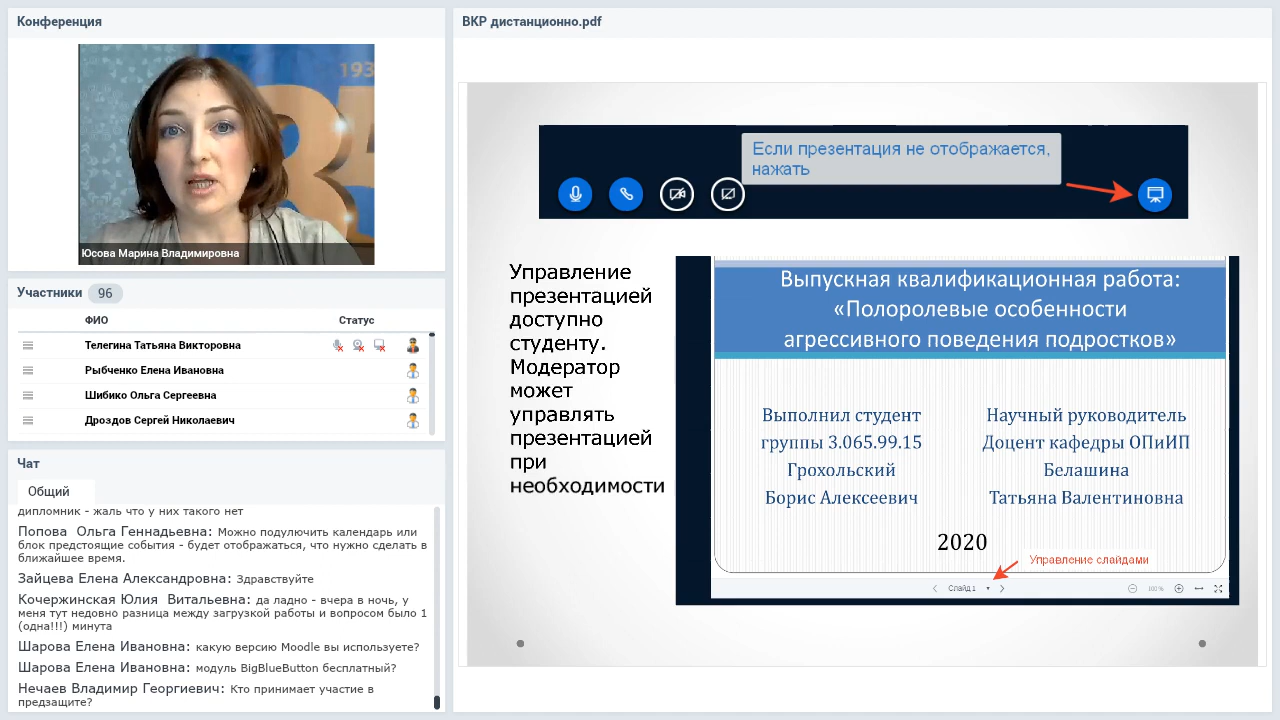 Конференция
193
Юсова Марина Владимировна
Участники 96
ФИО Статус
Телегина Татьяна Викторовна
Рыбченко Елена Ивановна
Шибико Ольга Сергеевна
Дроздов Сергей Николаевич
Чат
Общий
дипломник - жаль что у них такого нет
Попова Ольга Геннадьевна: Можно подулючить календарь или
блок предстоящие события - будет отображаться, что нужно сделать в
ближайшее время.
Зайцева Елена Александровна: Здравствуйте
Кочержинская Юлия Витальевна: да ладно - вчера в ночь, у
меня тут недовно разница между загрузкой работы и вопросом было 1
(одна!!!) минута
Шарова Елена Ивановна: какую версию Moodle вы используете?
Шарова Елена Ивановна: модуль BigBlueButton бесплатный?
Нечаев Владимир Георгиевич: Кто принимает участие в
предзащите?
ВКР дистанционно.pdf
Если презентация не отображается,
нажать
Управление
презентацией
доступно
студенту.
Модератор
может
управлять
презентацией
при
необходимости
Выпускная квалификационная работа:
«Полоролевые особенности
агрессивного поведения подростков»
Выполнил студент
группы 3.065.99.15
Грохольский
Борис Алексеевич
Научный руководитель
Доцент кафедры ОПиИП
Белашина
Татьяна Валентиновна
2020
Управление слайдами
Слайд 1
100%